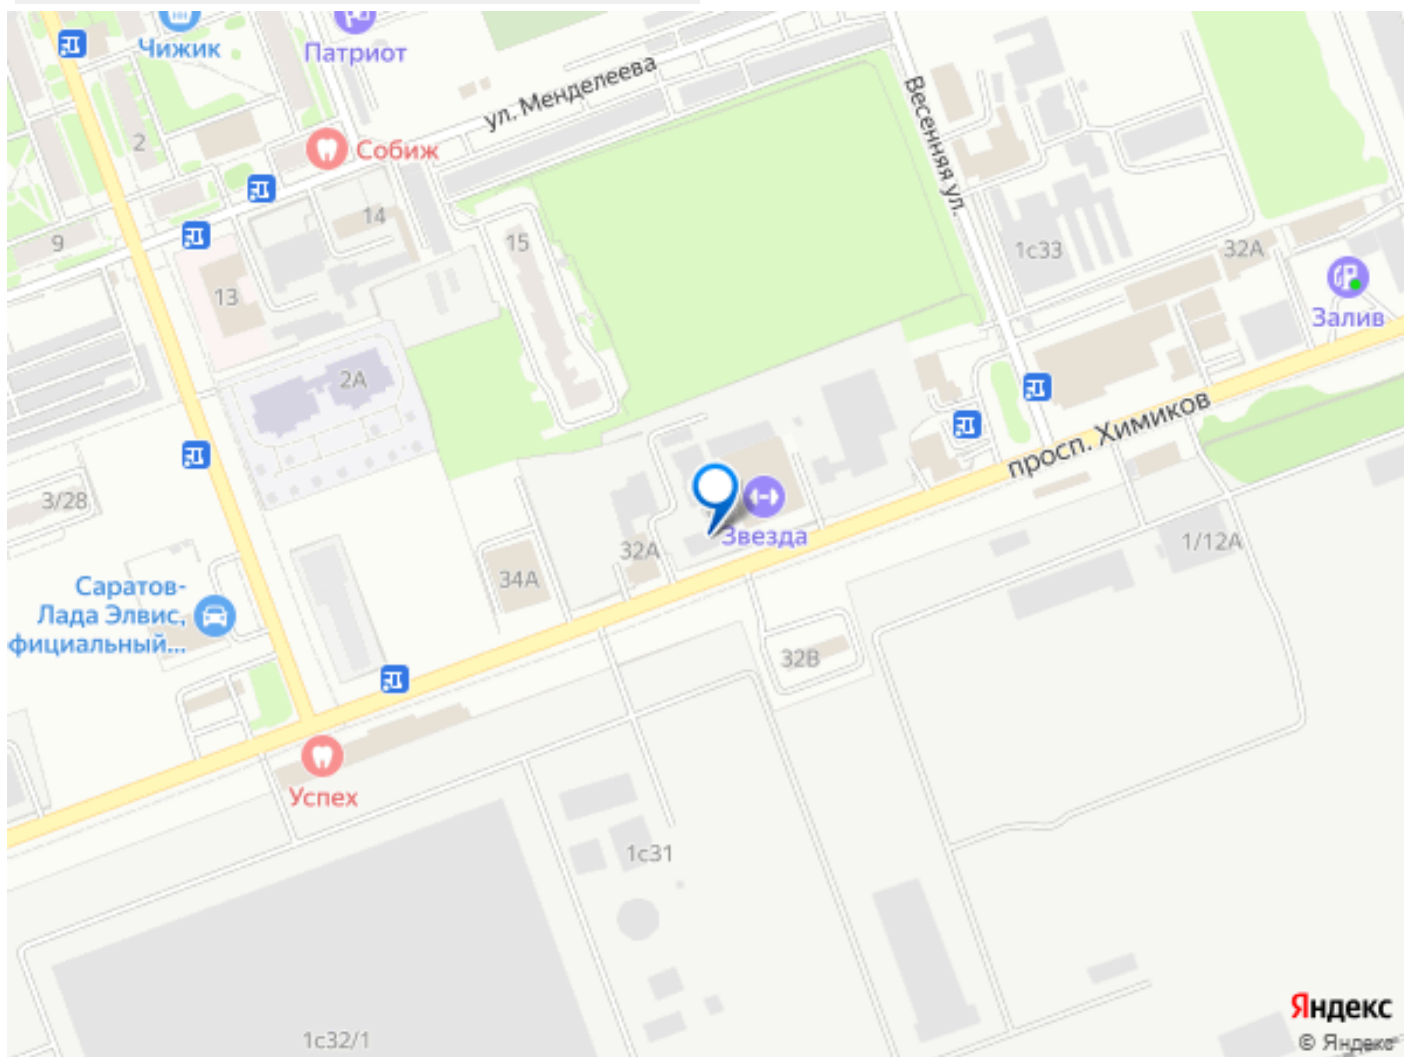 Чижик
Патриот
ул. Менделеева
Весенняя ул.
2
Собиж
14
9
15
1с33
32А
13
Залив
2А
просп. Химиков
3/28
Звезда
32А
1/12А
34А
Саратов-
Лада Элвис,
фициальный...
32В
Успех
1с31
1с32/1
Яндекс
© Яндекс